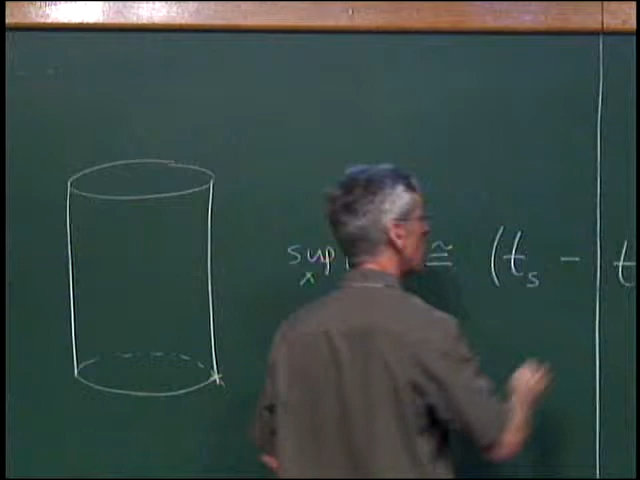 sup ≅ (t_s - t
x